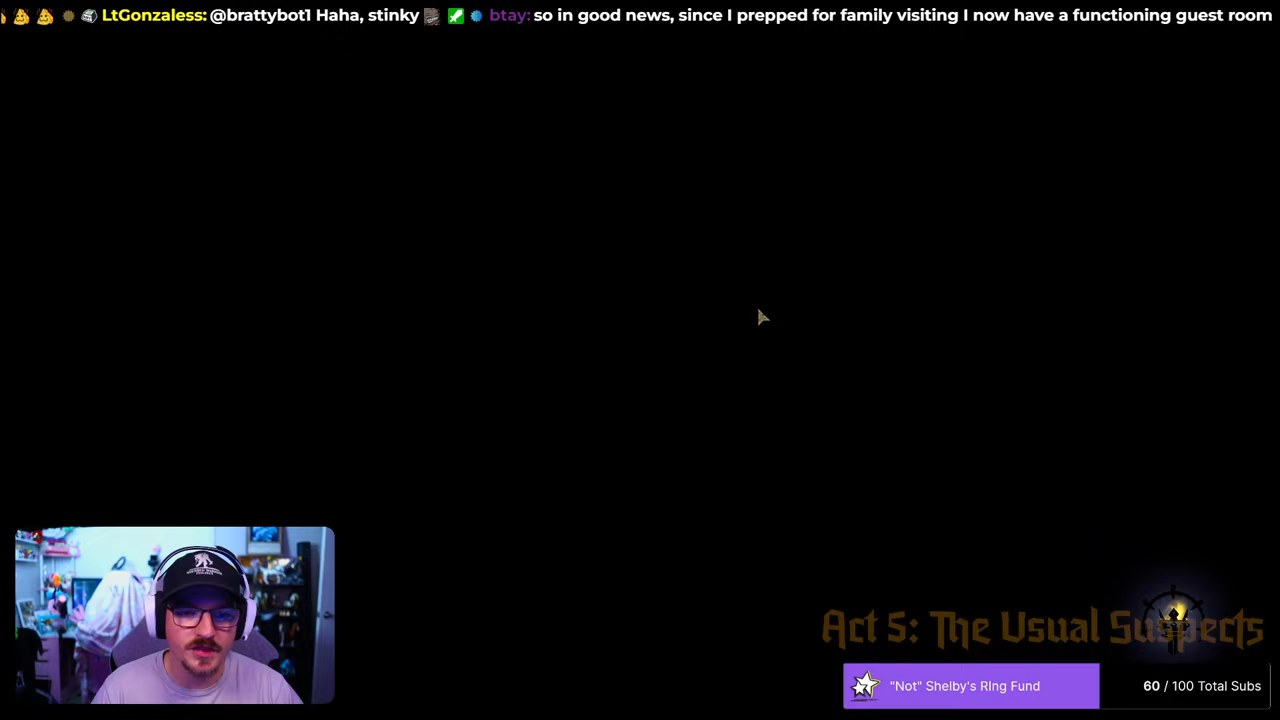 LtGonzaless: @brattybot1 Haha, stinky btay: so in good news, since I prepped for family visiting I now have a functioning guest room
Act 5: The Usual Suspects
"Not" Shelby's RIng Fund 60 / 100 Total Subs